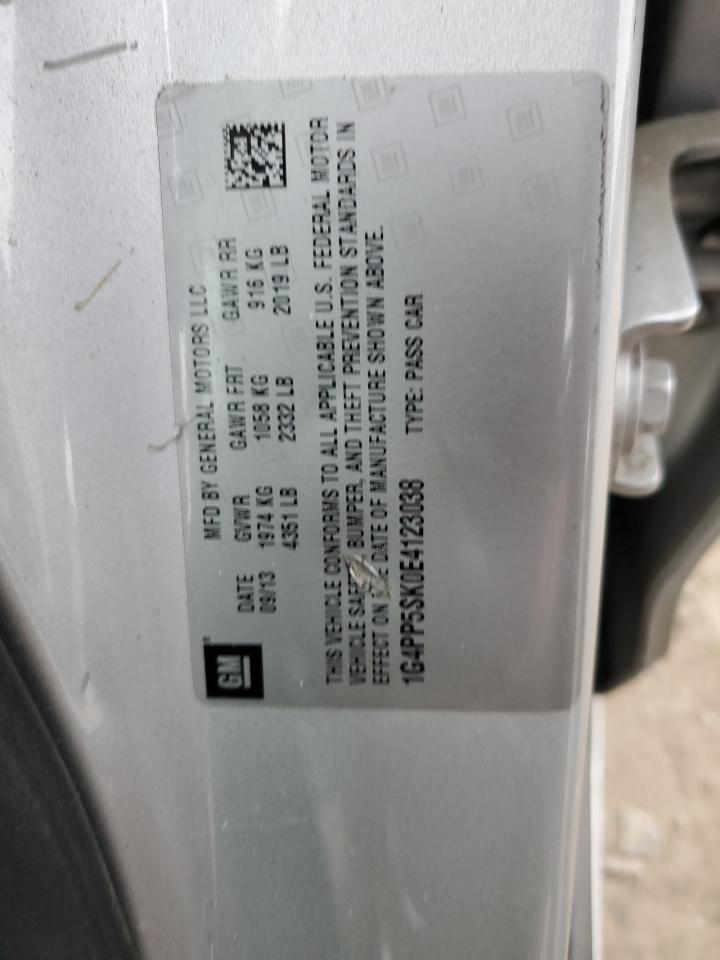 GM
MFD BY GENERAL MOTORS LLC
DATE GVWR GAWR FRT GAWR RR
09/13 1974 KG 1058 KG 916 KG
4351 LB 2332 LB 2019 LB
THIS VEHICLE CONFORMS TO ALL APPLICABLE U.S. FEDERAL MOTOR
VEHICLE SAFETY BUMPER, AND THEFT PREVENTION STANDARDS IN
EFFECT ON THE DATE OF MANUFACTURE SHOWN ABOVE.
1G4PP5SK0E4123038 TYPE: PASS CAR